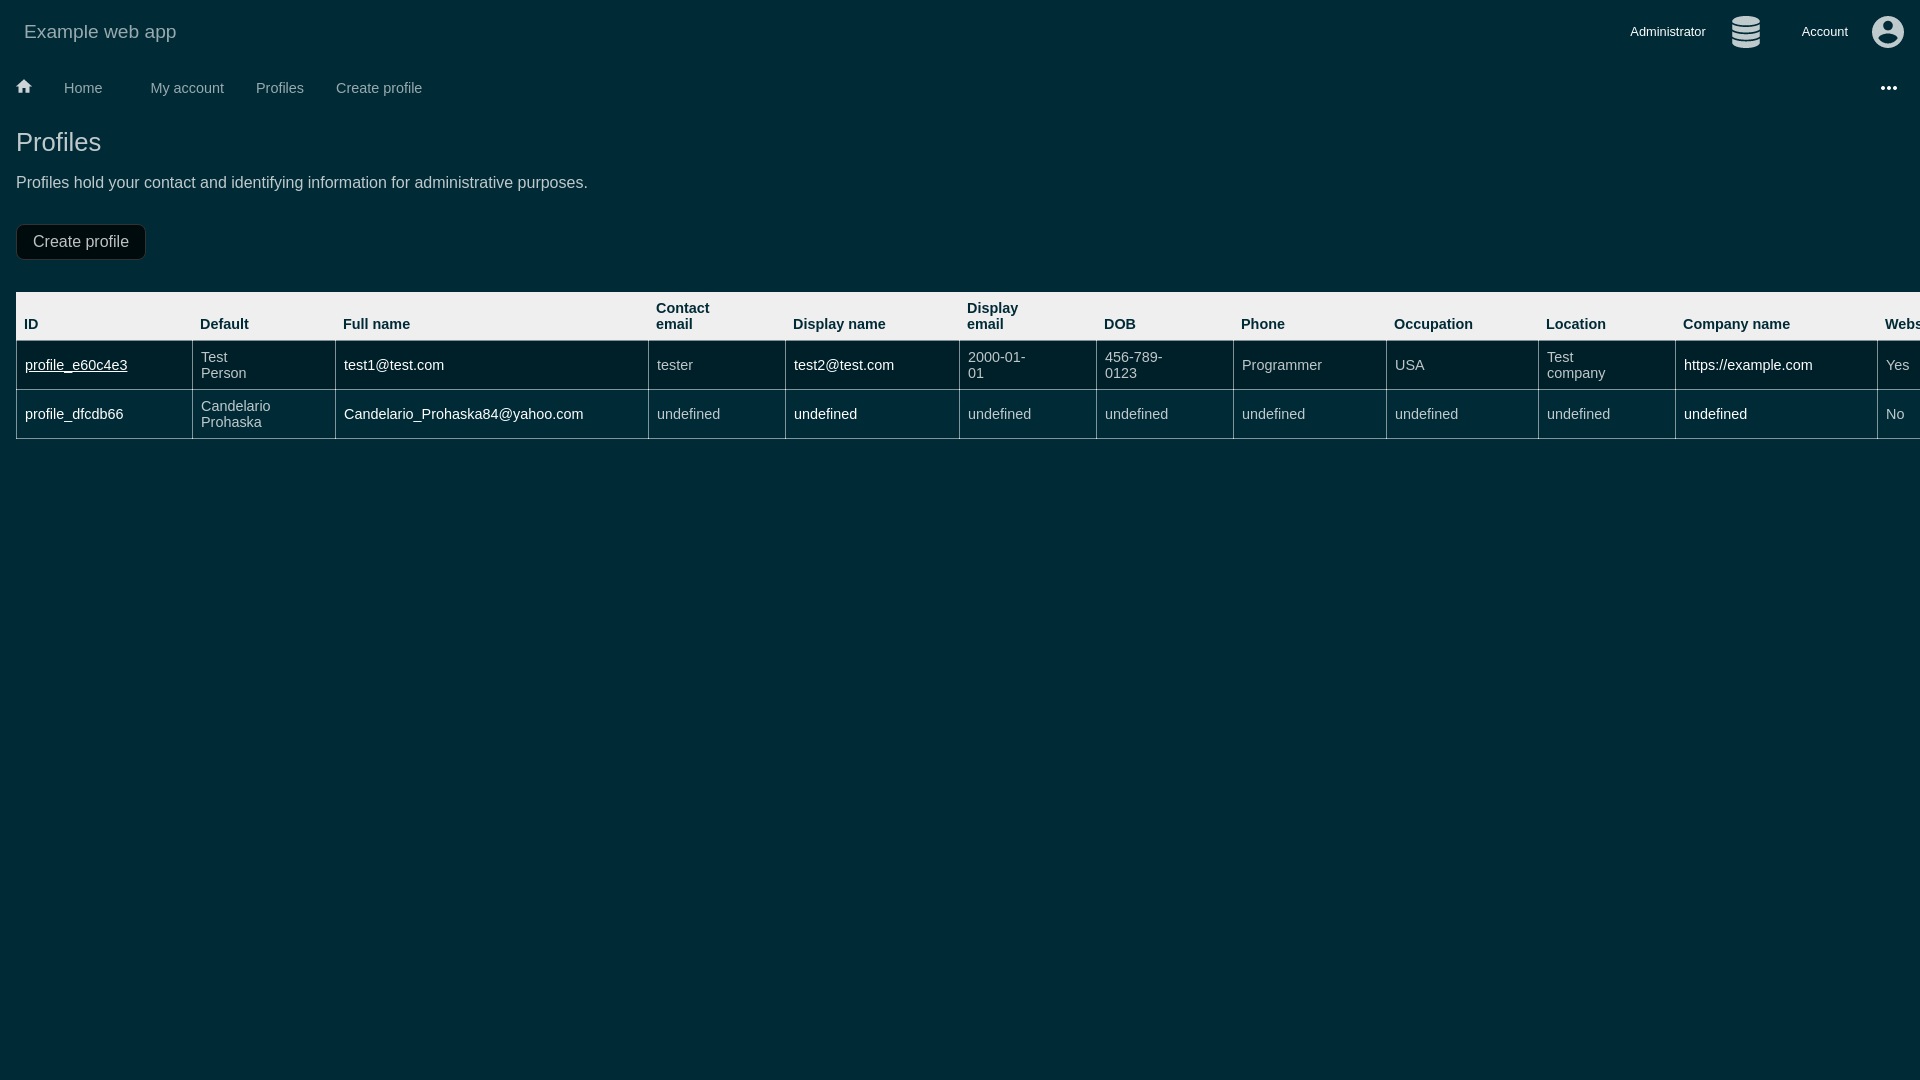 Example web app
Administrator
Account
Home
My account
Profiles
Create profile
Profiles
Profiles hold your contact and identifying information for administrative purposes.
Create profile
ID Default Full name Contact email Display name Display email DOB Phone Occupation Location Company name Webs
profile_e60c4e3 Test Person test1@test.com tester test2@test.com 2000-01-01 456-789-0123 Programmer USA Test company https://example.com Yes
profile_dfcdb66 Candelario Prohaska Candelario_Prohaska84@yahoo.com undefined undefined undefined undefined undefined undefined undefined undefined No